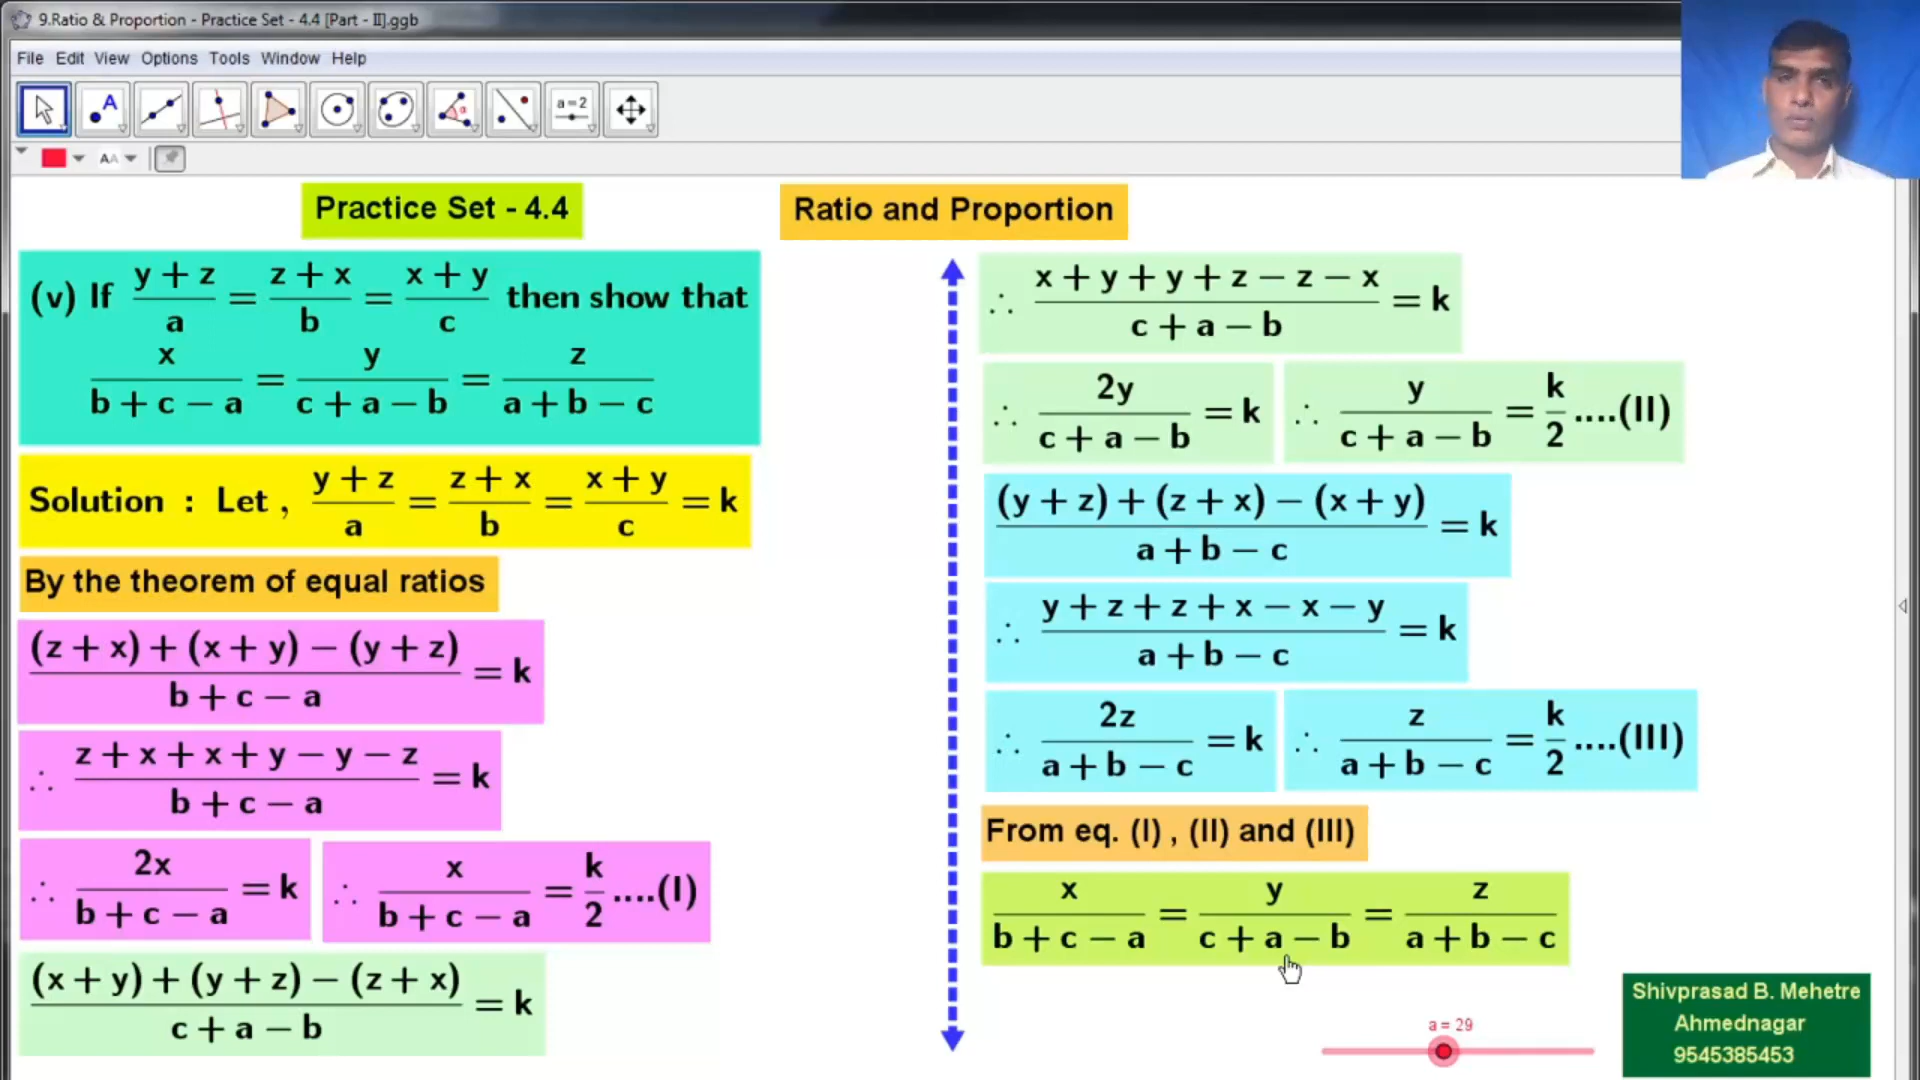 9.Ratio & Proportion - Practice Set - 4.4 [Part - II].ggb
File Edit View Options Tools Window Help
A
a=2
AA
Practice Set - 4.4
Ratio and Proportion
(v) If (y + z)/a = (z + x)/b = (x + y)/c then show that
x/(b + c − a) = y/(c + a − b) = z/(a + b − c)
Solution : Let , (y + z)/a = (z + x)/b = (x + y)/c = k
By the theorem of equal ratios
((z + x) + (x + y) − (y + z))/(b + c − a) = k
∴ (z + x + x + y − y − z)/(b + c − a) = k
∴ 2x/(b + c − a) = k ∴ x/(b + c − a) = k/2 ....(I)
((x + y) + (y + z) − (z + x))/(c + a − b) = k
∴ (x + y + y + z − z − x)/(c + a − b) = k
∴ 2y/(c + a − b) = k ∴ y/(c + a − b) = k/2 ....(II)
((y + z) + (z + x) − (x + y))/(a + b − c) = k
∴ (y + z + z + x − x − y)/(a + b − c) = k
∴ 2z/(a + b − c) = k ∴ z/(a + b − c) = k/2 ....(III)
From eq. (I) , (II) and (III)
x/(b + c − a) = y/(c + a − b) = z/(a + b − c)
a = 29
Shivprasad B. Mehetre
Ahmednagar
9545385453